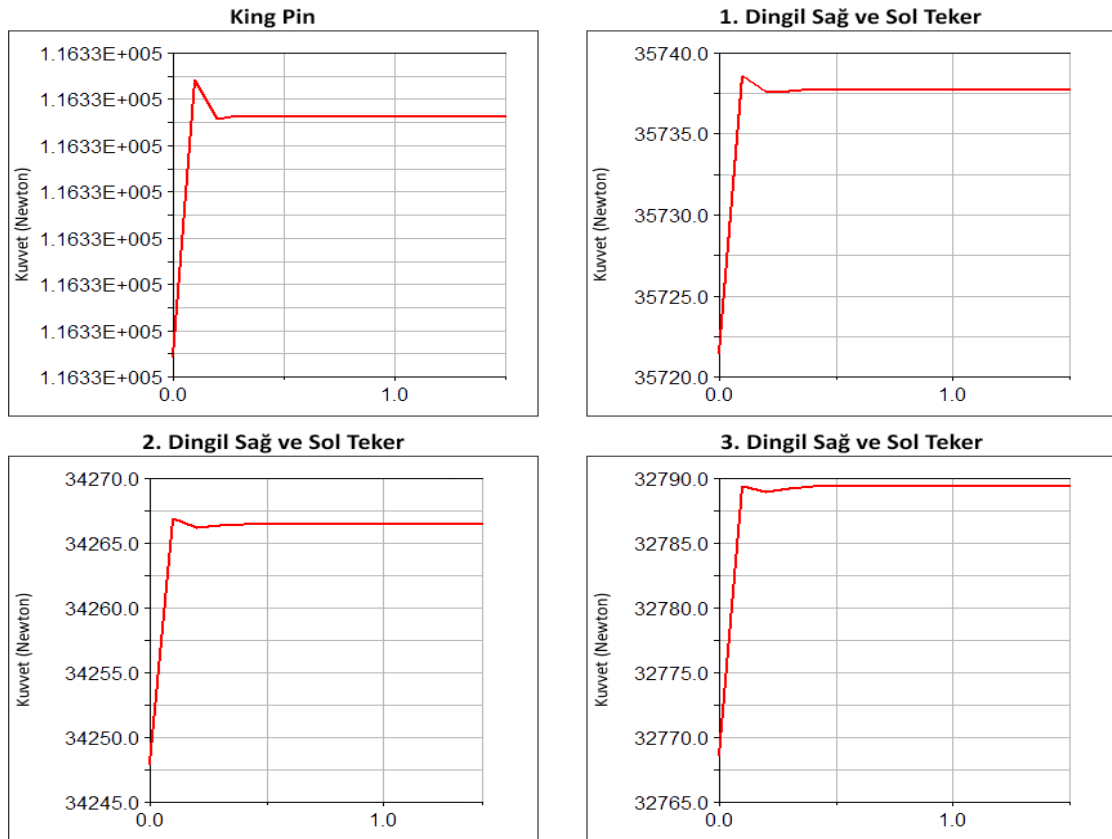 King Pin
1.1633E+005
1.1633E+005
1.1633E+005
1.1633E+005
1.1633E+005
1.1633E+005
1.1633E+005
1.1633E+005
Kuvvet (Newton)
0.0
1.0
1. Dingil Sağ ve Sol Teker
35740.0
35735.0
35730.0
35725.0
35720.0
Kuvvet (Newton)
0.0
1.0
2. Dingil Sağ ve Sol Teker
34270.0
34265.0
34260.0
34255.0
34250.0
34245.0
Kuvvet (Newton)
0.0
1.0
3. Dingil Sağ ve Sol Teker
32790.0
32785.0
32780.0
32775.0
32770.0
32765.0
Kuvvet (Newton)
0.0
1.0